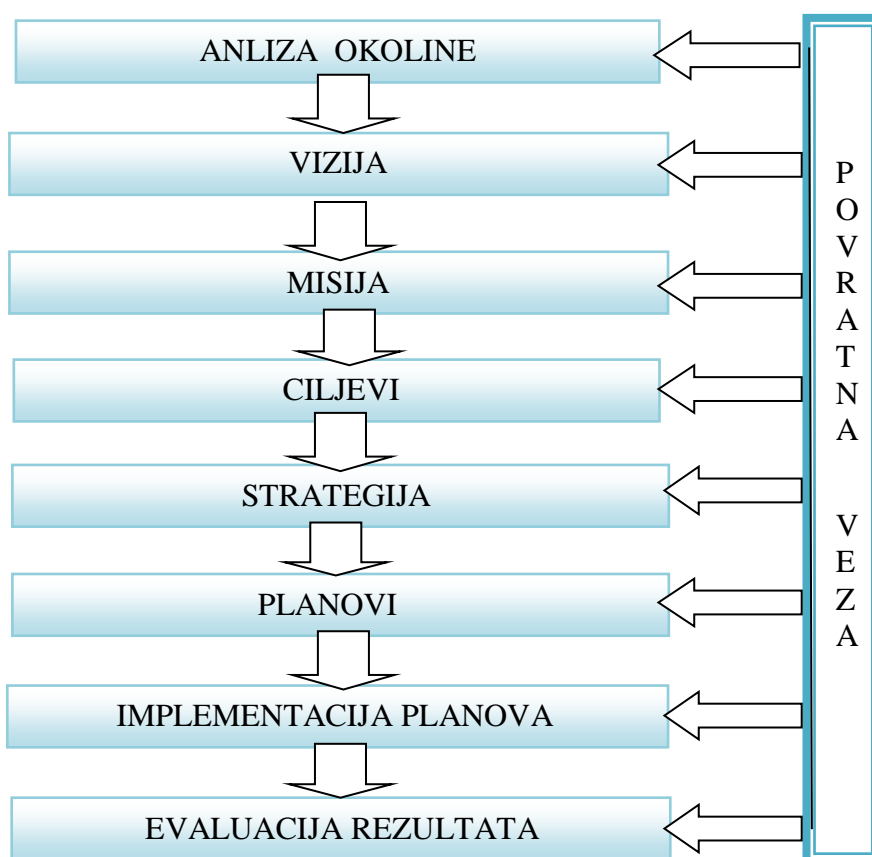 ANLIZA OKOLINE
VIZIJA
MISIJA
CILJEVI
STRATEGIJA
PLANOVI
IMPLEMENTACIJA PLANOVA
EVALUACIJA REZULTATA
P
O
V
R
A
T
N
A
V
E
Z
A